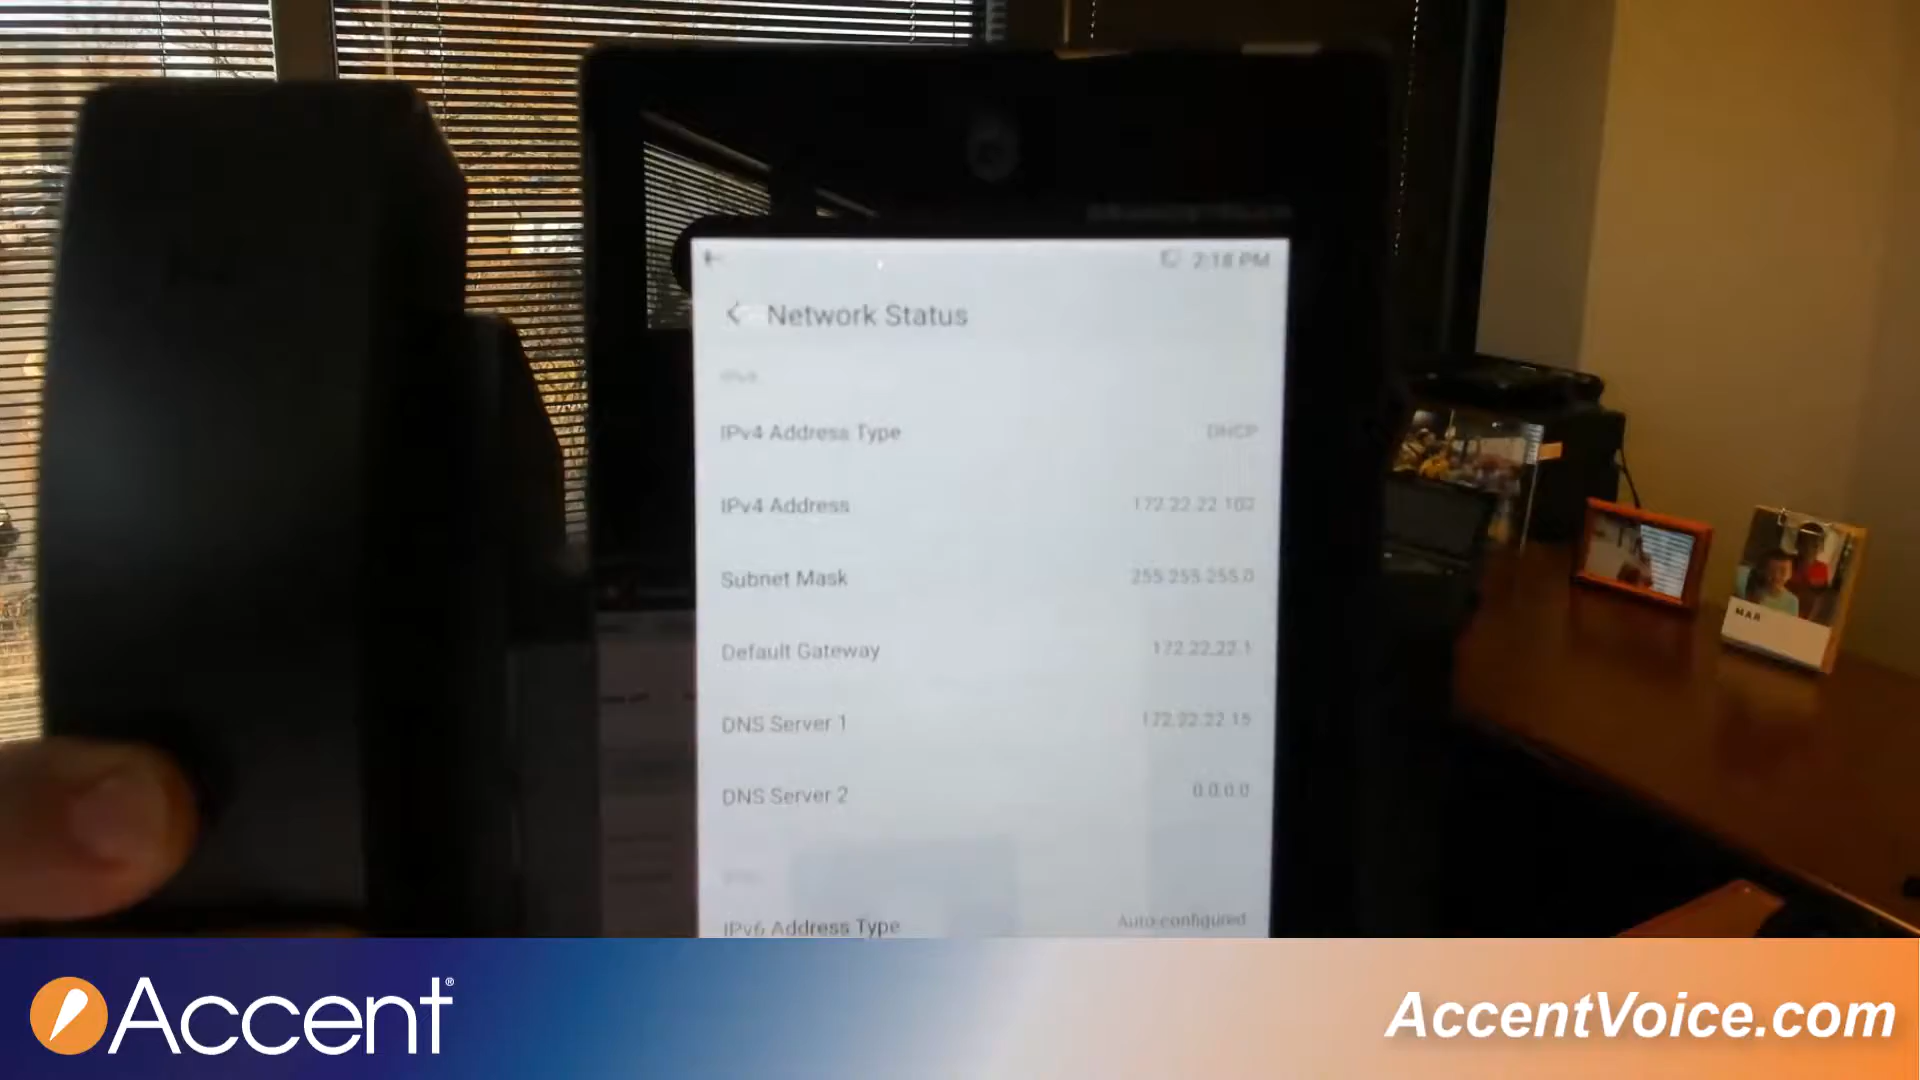 2:18 PM
Network Status
IPv4
IPv4 Address Type DHCP
IPv4 Address 172.22.22.102
Subnet Mask 255.255.255.0
Default Gateway 172.22.22.1
DNS Server 1 172.22.22.15
DNS Server 2 0.0.0.0
IPv6 Address Type Auto-configured
MAR
Accent®
AccentVoice.com